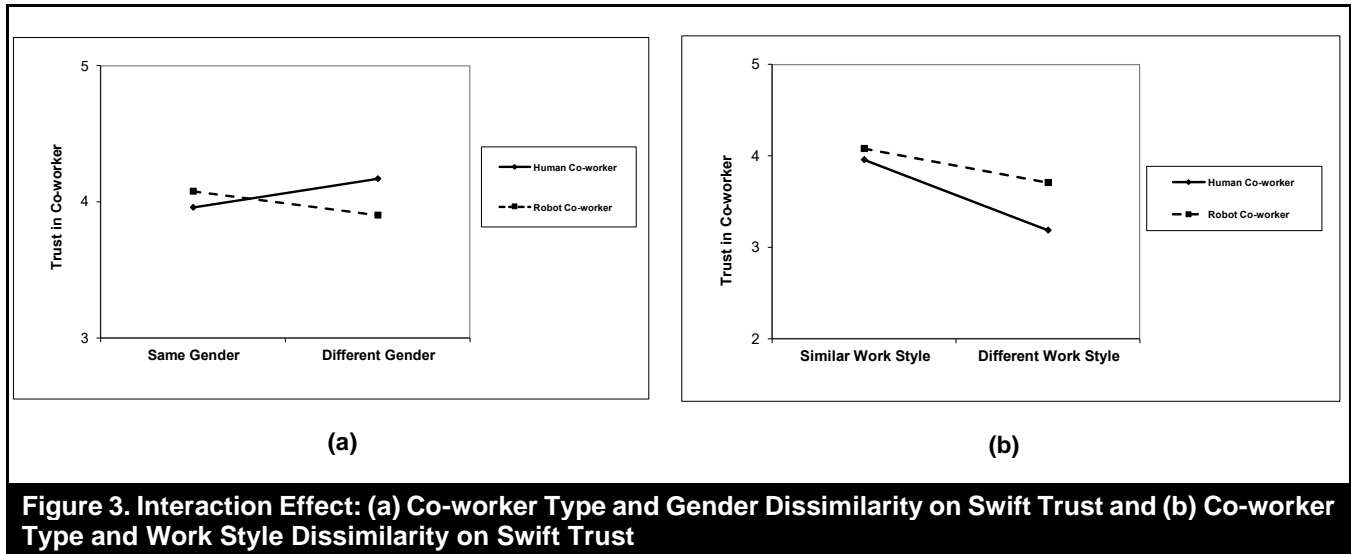 5
4
3
Trust in Co-worker
Same Gender
Different Gender
Human Co-worker
Robot Co-worker
(a)
5
4
3
2
Trust in Co-worker
Similar Work Style
Different Work Style
Human Co-worker
Robot Co-worker
(b)
Figure 3. Interaction Effect: (a) Co-worker Type and Gender Dissimilarity on Swift Trust and (b) Co-worker
Type and Work Style Dissimilarity on Swift Trust